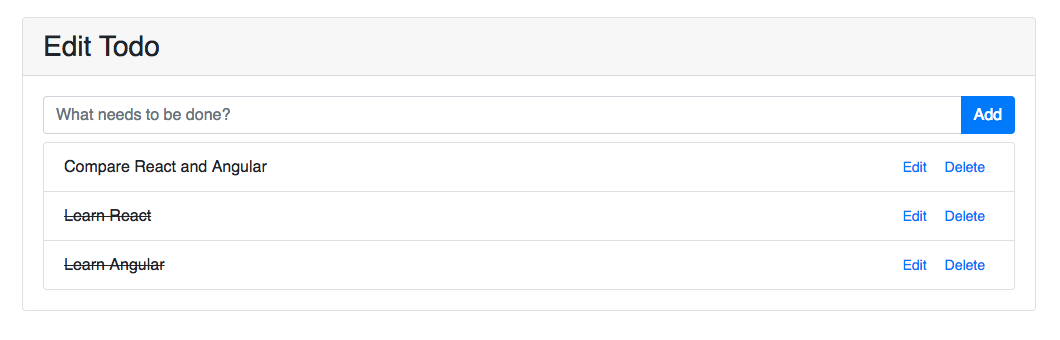 Edit Todo
What needs to be done? Add
Compare React and Angular Edit Delete
Learn React Edit Delete
Learn Angular Edit Delete